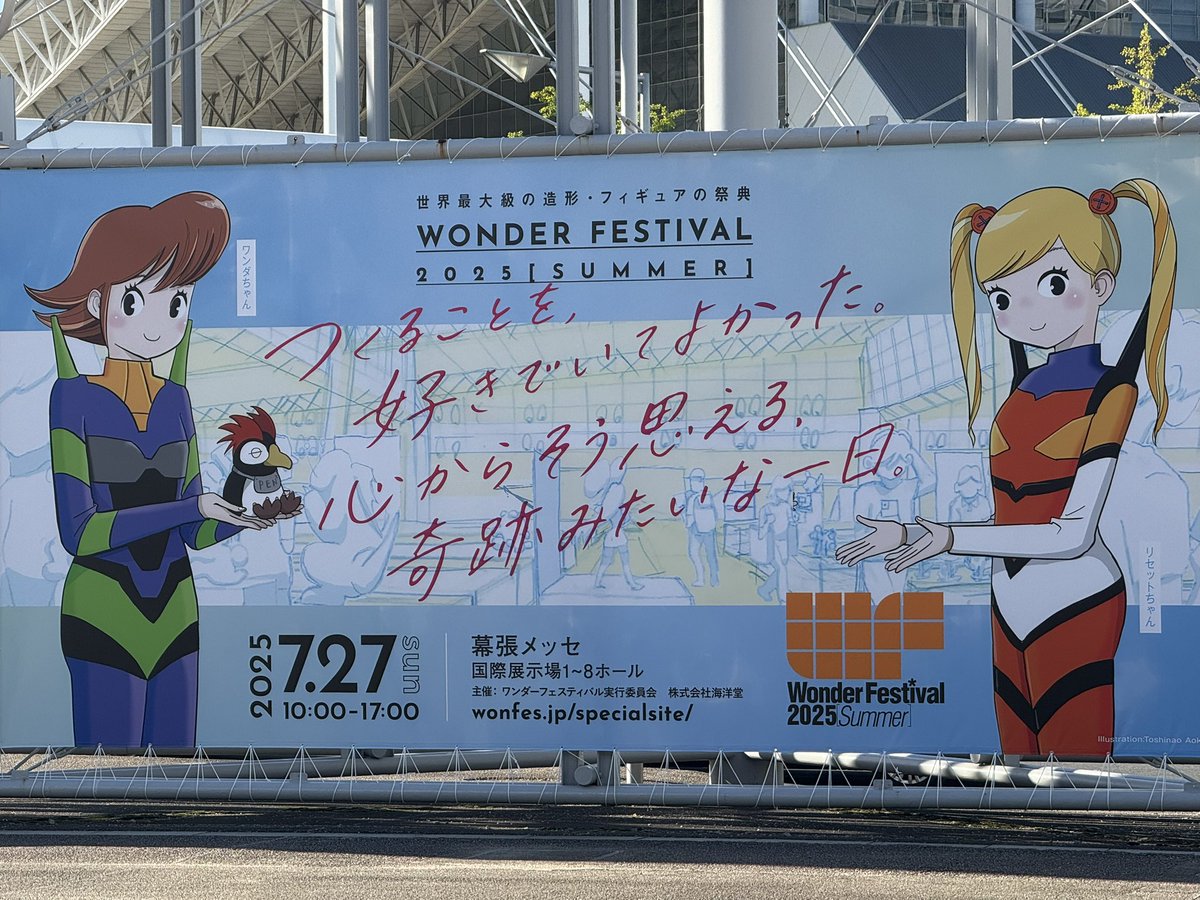 世界最大級の造形・フィギュアの祭典
WONDER FESTIVAL
2025[SUMMER]
ワンダちゃん
つくることを、
好きでいてよかった。
心からそう思える、
奇跡みたいな一日。
PEN
リセットちゃん
2025 7.27 sun
10:00-17:00
幕張メッセ
国際展示場1~8ホール
主催:ワンダーフェスティバル実行委員会 株式会社海洋堂
wonfes.jp/specialsite/
WF
Wonder Festival
2025[Summer]
Illustration:Toshinao Aok